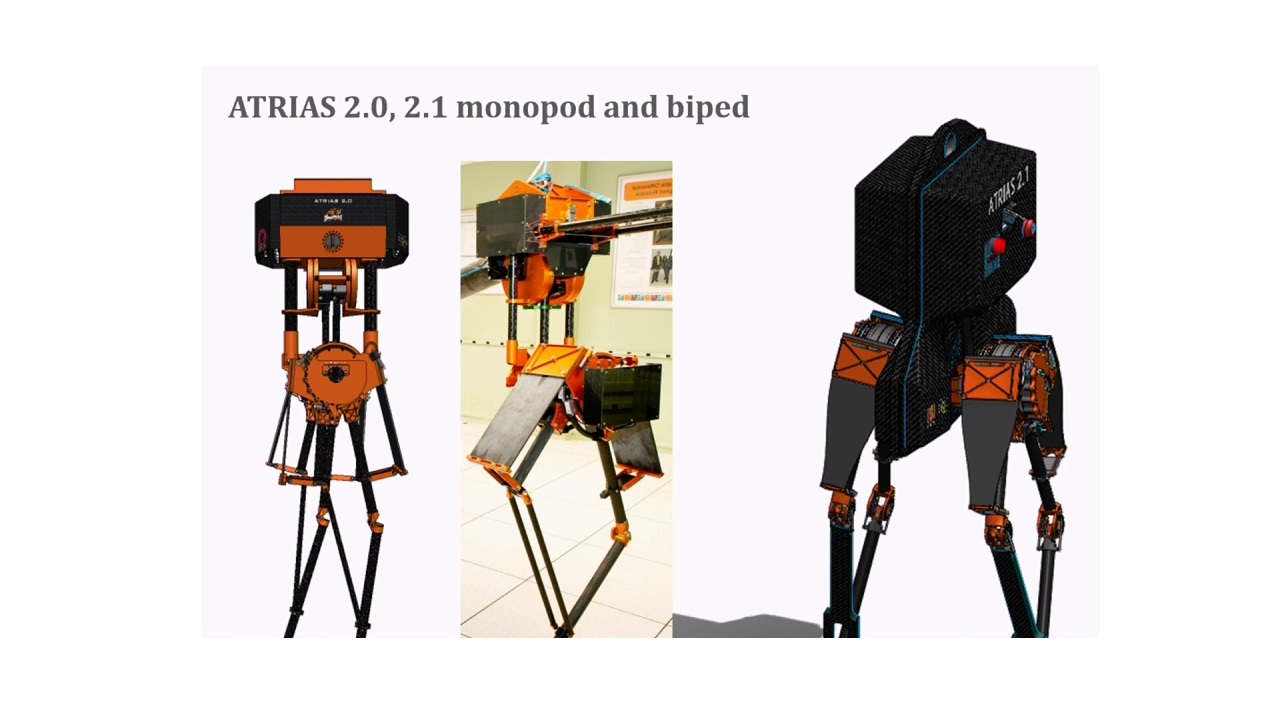 ATRIAS 2.0, 2.1 monopod and biped
ATRIAS 2.0
ATRIAS 2.1